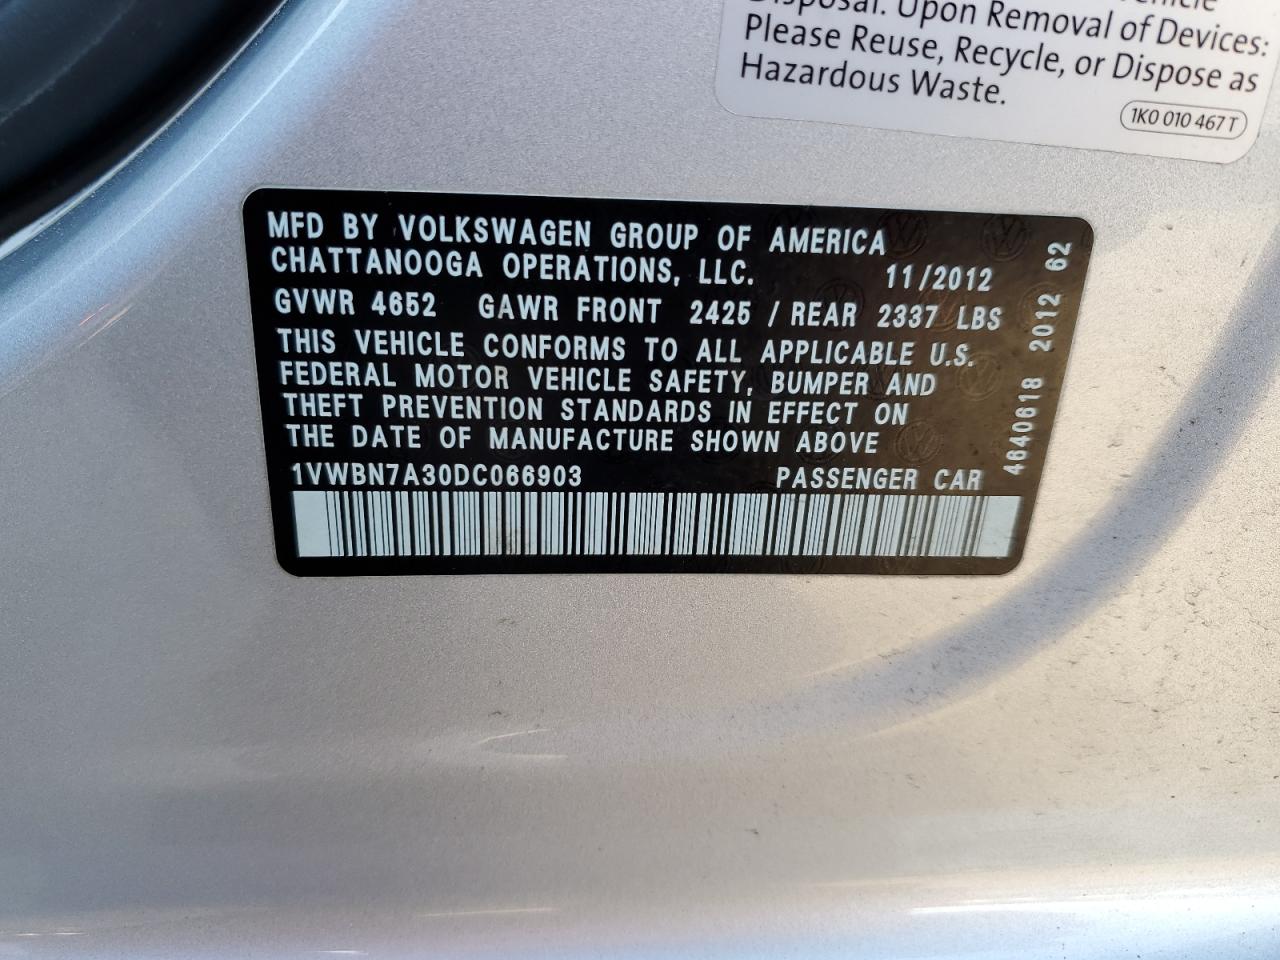 Vehicle
Disposal. Upon Removal of Devices:
Please Reuse, Recycle, or Dispose as
Hazardous Waste.
1K0 010 467 T
MFD BY VOLKSWAGEN GROUP OF AMERICA
CHATTANOOGA OPERATIONS, LLC. 11/2012
GVWR 4652 GAWR FRONT 2425 / REAR 2337 LBS
THIS VEHICLE CONFORMS TO ALL APPLICABLE U.S.
FEDERAL MOTOR VEHICLE SAFETY, BUMPER AND
THEFT PREVENTION STANDARDS IN EFFECT ON
THE DATE OF MANUFACTURE SHOWN ABOVE
1VWBN7A30DC066903 PASSENGER CAR
4640618 2012 62